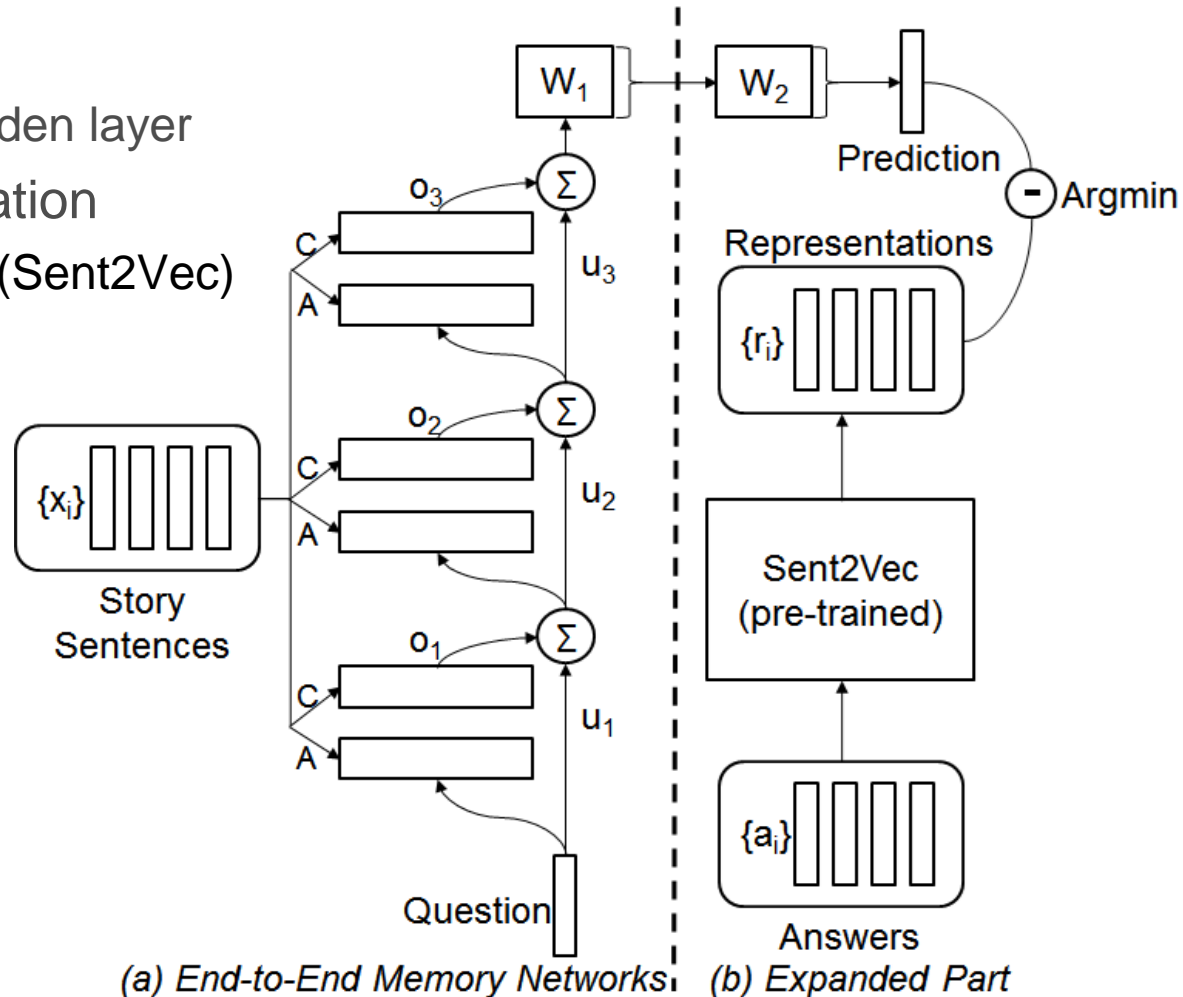 den layer
ation
(Sent2Vec)
W₁
W₂
Prediction
-
Argmin
Representations
{rᵢ}
Σ
o₃
C
A
u₃
Σ
o₂
C
A
u₂
{xᵢ}
Story
Sentences
Sent2Vec
(pre-trained)
Σ
o₁
C
A
u₁
{aᵢ}
Question
Answers
(a) End-to-End Memory Networks
(b) Expanded Part